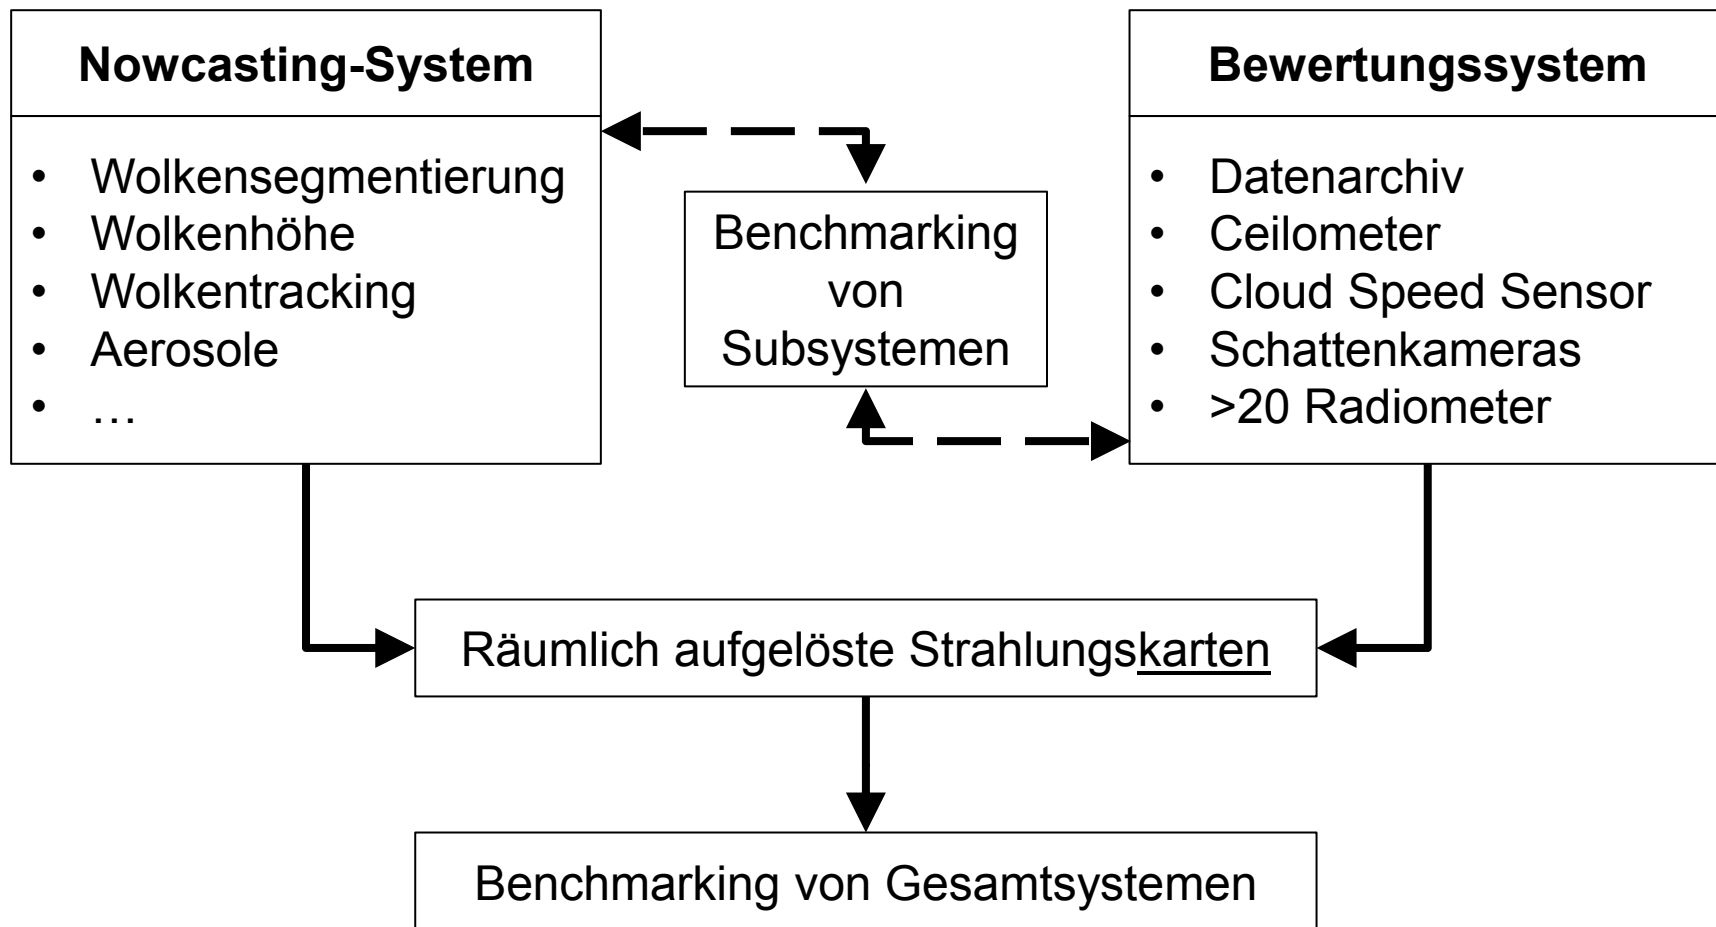 Nowcasting-System
• Wolkensegmentierung
• Wolkenhöhe
• Wolkentracking
• Aerosole
• …
Benchmarking
von
Subsystemen
Bewertungssystem
• Datenarchiv
• Ceilometer
• Cloud Speed Sensor
• Schattenkameras
• >20 Radiometer
Räumlich aufgelöste Strahlungskarten
Benchmarking von Gesamtsystemen